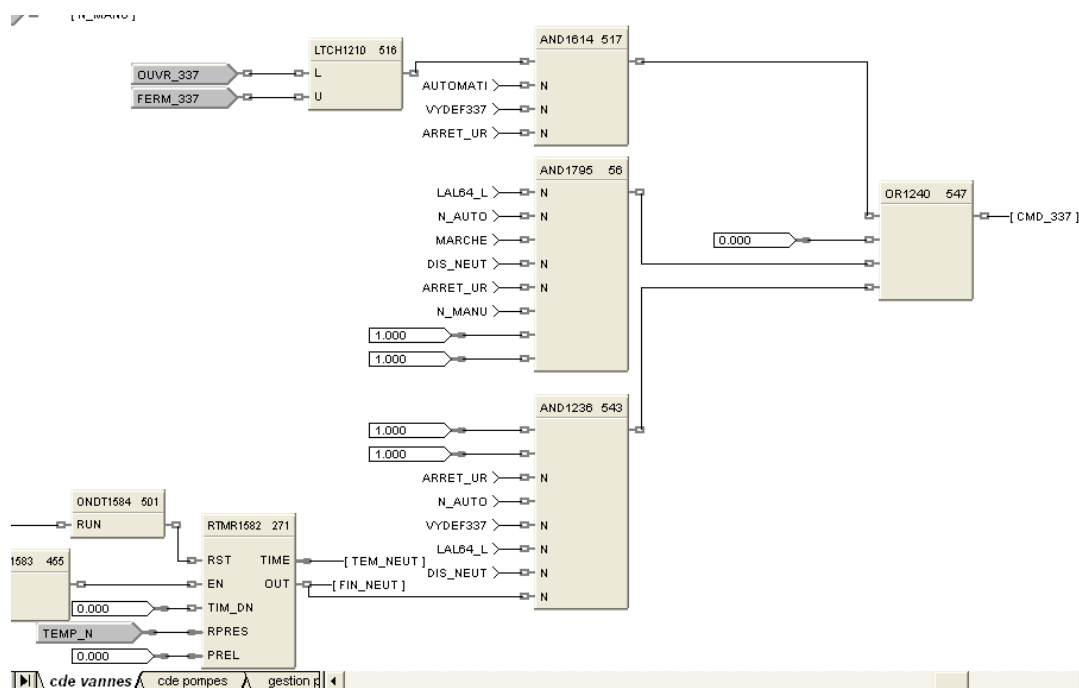 [ N_MANU ]
LTCH1210 516
OUVR_337
L
FERM_337
U
AND1614 517
AUTOMATI
N
VYDEF337
N
ARRET_UR
N
AND1795 56
LAL64_L
N
N_AUTO
N
MARCHE
DIS_NEUT
N
ARRET_UR
N
N_MANU
1.000
1.000
OR1240 547
0.000
[ CMD_337 ]
AND1236 543
1.000
1.000
ARRET_UR
N
N_AUTO
N
VYDEF337
N
LAL64_L
N
DIS_NEUT
N
N
ONDT1584 501
RUN
1583 455
RTMR1582 271
RST TIME
[ TEM_NEUT ]
EN OUT
[ FIN_NEUT ]
0.000
TIM_DN
TEMP_N
RPRES
0.000
PREL
cde vannes cde pompes gestion p